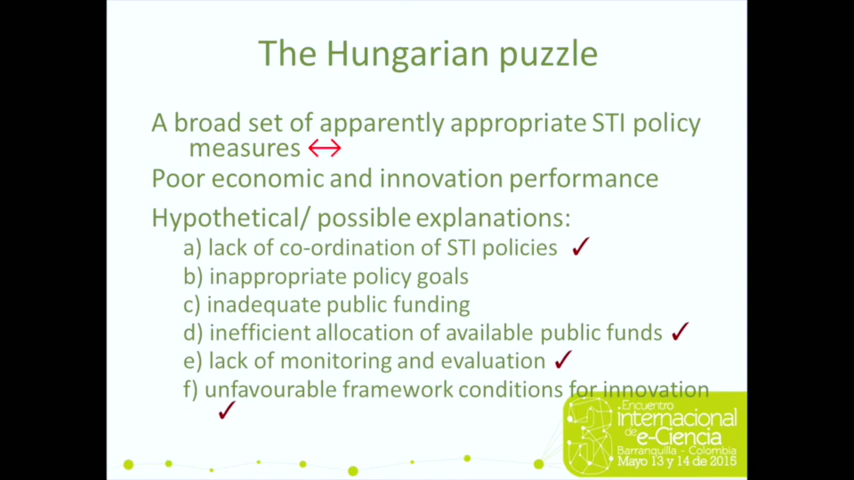 The Hungarian puzzle
A broad set of apparently appropriate STI policy
measures ↔
Poor economic and innovation performance
Hypothetical/ possible explanations:
a) lack of co-ordination of STI policies ✓
b) inappropriate policy goals
c) inadequate public funding
d) inefficient allocation of available public funds ✓
e) lack of monitoring and evaluation ✓
f) unfavourable framework conditions for innovation
✓
3
Encuentro
internacional
de e-Ciencia
Barranquilla - Colombia
Mayo 13 y 14 de 2015